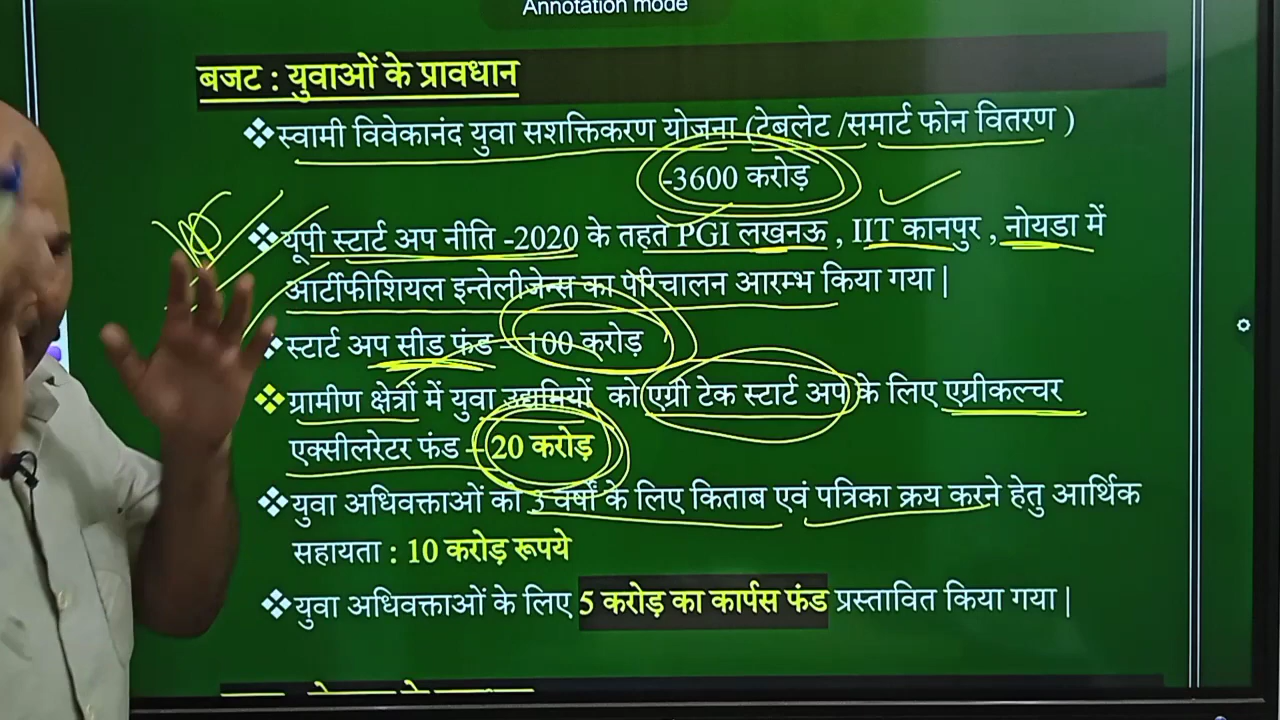 Annotation mode
बजट : युवाओं के प्रावधान
❖स्वामी विवेकानंद युवा सशक्तिकरण योजना (टेबलेट /समार्ट फोन वितरण )
-3600 करोड़
❖यूपी स्टार्ट अप नीति -2020 के तहत PGI लखनऊ , IIT कानपुर , नोयडा में
आर्टीफीशियल इन्तेलीजेन्स का पेरिचालन आरम्भ किया गया |
❖स्टार्ट अप सीड फंड – 100 करोड़
❖ग्रामीण क्षेत्रों में युवा उद्यमियों को एग्री टेक स्टार्ट अप के लिए एग्रीकल्चर
एक्सीलरेटर फंड – 20 करोड़
❖युवा अधिवक्ताओं को 3 वर्षों के लिए किताब एवं पत्रिका क्रय करने हेतु आर्थिक
सहायता : 10 करोड़ रूपये
❖युवा अधिवक्ताओं के लिए 5 करोड़ का कार्पस फंड प्रस्तावित किया गया |